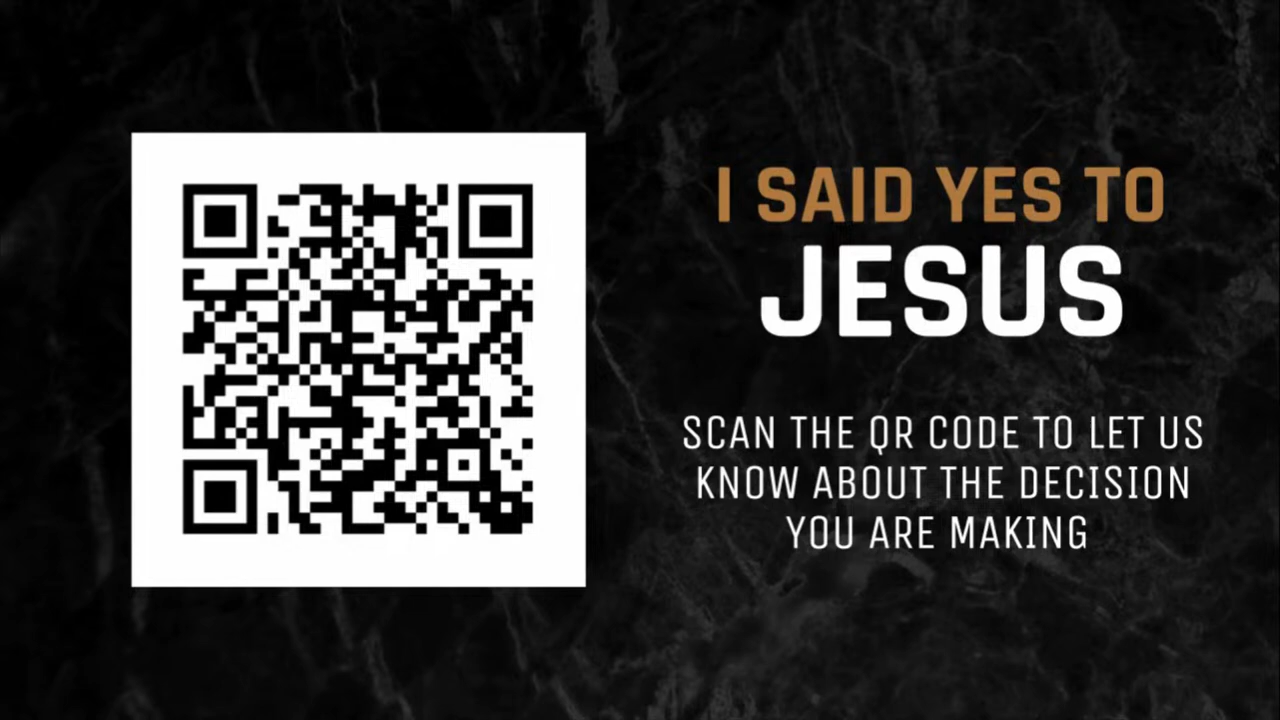 I SAID YES TO
JESUS
SCAN THE QR CODE TO LET US
KNOW ABOUT THE DECISION
YOU ARE MAKING